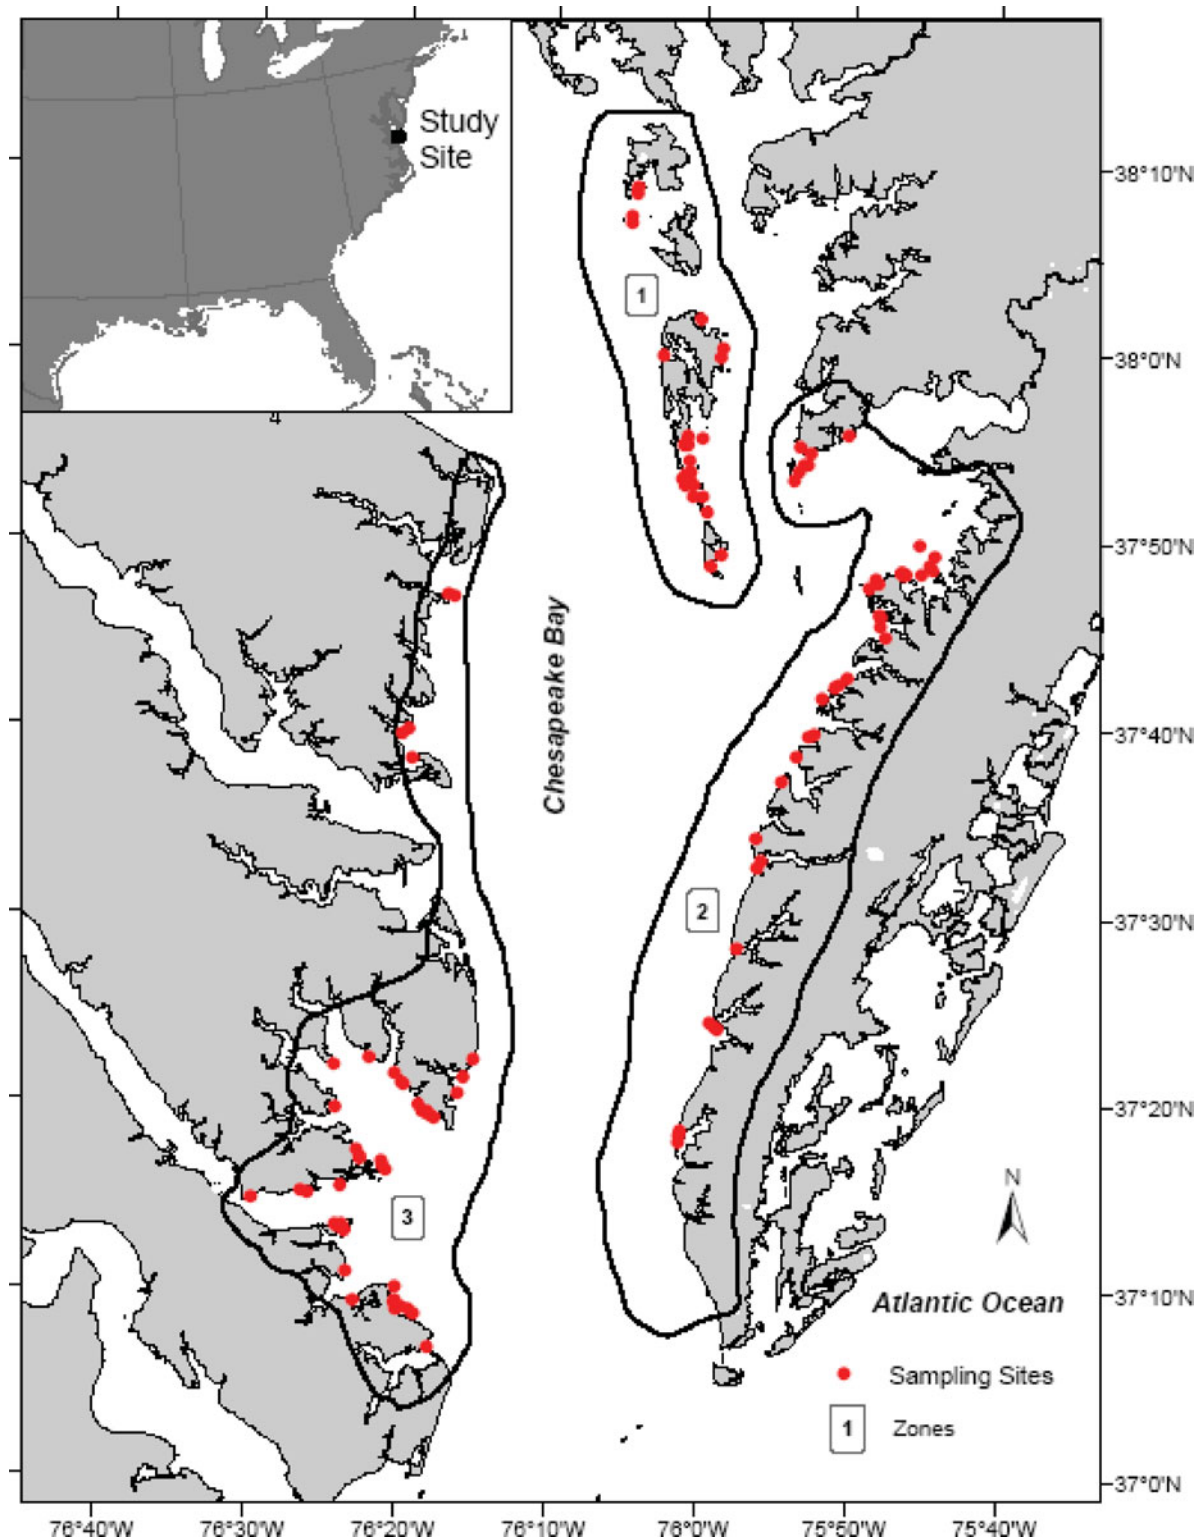 Study
Site
38°10'N
1
38°0'N
4
37°50'N
Chesapeake Bay
37°40'N
2
37°30'N
37°20'N
N
3
Atlantic Ocean
37°10'N
Sampling Sites
1
Zones
37°0'N
76°40'W
76°30'W
76°20'W
76°10'W
76°0'W
75°50'W
75°40'W